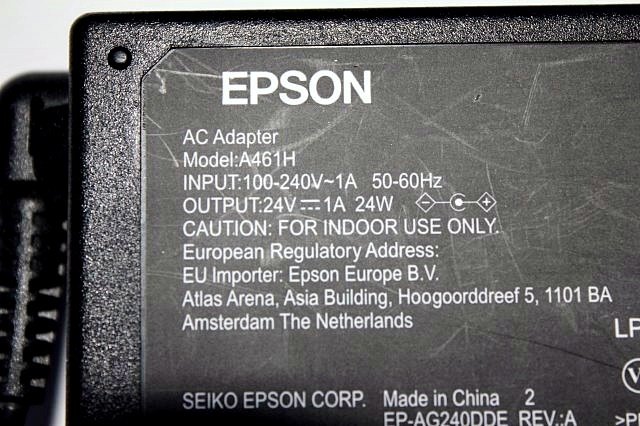 EPSON
AC Adapter
Model:A461H
INPUT:100-240V~1A 50-60Hz
OUTPUT:24V⎓1A 24W
CAUTION: FOR INDOOR USE ONLY.
European Regulatory Address:
EU Importer: Epson Europe B.V.
Atlas Arena, Asia Building, Hoogoorddreef 5, 1101 BA
Amsterdam The Netherlands
LP
V
SEIKO EPSON CORP. Made in China 2
EP-AG240DDE REV.:A